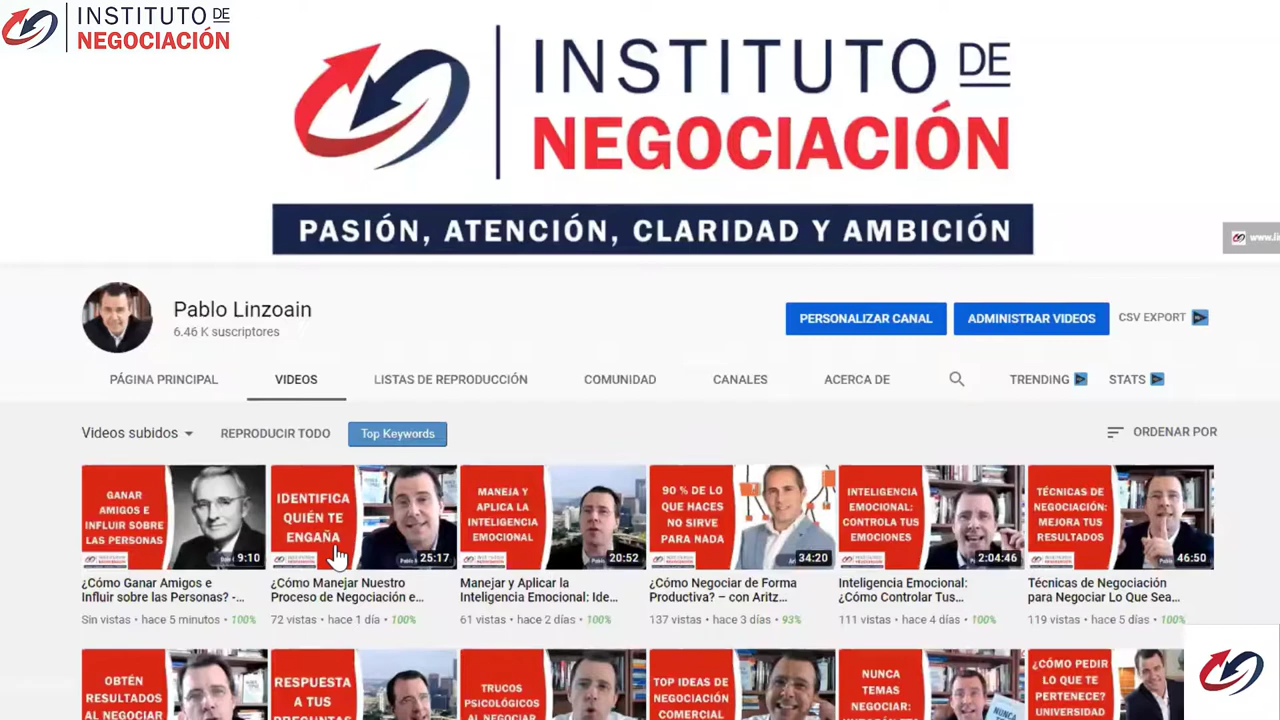 INSTITUTO DE
NEGOCIACIÓN
INSTITUTO DE
NEGOCIACIÓN
PASIÓN, ATENCIÓN, CLARIDAD Y AMBICIÓN
Pablo Linzoain
6.46 K suscriptores
PERSONALIZAR CANAL
ADMINISTRAR VIDEOS
CSV EXPORT
PÁGINA PRINCIPAL
VIDEOS
LISTAS DE REPRODUCCIÓN
COMUNIDAD
CANALES
ACERCA DE
TRENDING
STATS
Videos subidos
REPRODUCIR TODO
Top Keywords
ORDENAR POR
GANAR
AMIGOS E
INFLUIR SOBRE
LAS PERSONAS
9:10
IDENTIFICA
QUIÉN TE
ENGAÑA
25:17
MANEJA Y
APLICA LA
INTELIGENCIA
EMOCIONAL
20:52
90 % DE LO
QUE HACES
NO SIRVE
PARA NADA
34:20
INTELIGENCIA
EMOCIONAL:
CONTROLA TUS
EMOCIONES
2:04:46
TÉCNICAS DE
NEGOCIACIÓN:
MEJORA TUS
RESULTADOS
46:50
¿Cómo Ganar Amigos e
Influir sobre las Personas? -...
Sin vistas • hace 5 minutos • 100%
¿Cómo Manejar Nuestro
Proceso de Negociación e...
72 vistas • hace 1 día • 100%
Manejar y Aplicar la
Inteligencia Emocional: Ide...
61 vistas • hace 2 días • 100%
¿Cómo Negociar de Forma
Productiva? – con Aritz...
137 vistas • hace 3 días • 93%
Inteligencia Emocional:
¿Cómo Controlar Tus...
111 vistas • hace 4 días • 100%
Técnicas de Negociación
para Negociar Lo Que Sea...
119 vistas • hace 5 días • 100%
OBTÉN
RESULTADOS
AL NEGOCIAR
RESPUESTA
A TUS
PREGUNTAS
TRUCOS
PSICOLÓGICOS
AL NEGOCIAR
TOP IDEAS DE
NEGOCIACIÓN
COMERCIAL
NUNCA
TEMAS
NEGOCIAR:
¿CÓMO PEDIR
LO QUE TE
PERTENECE?
UNIVERSIDAD